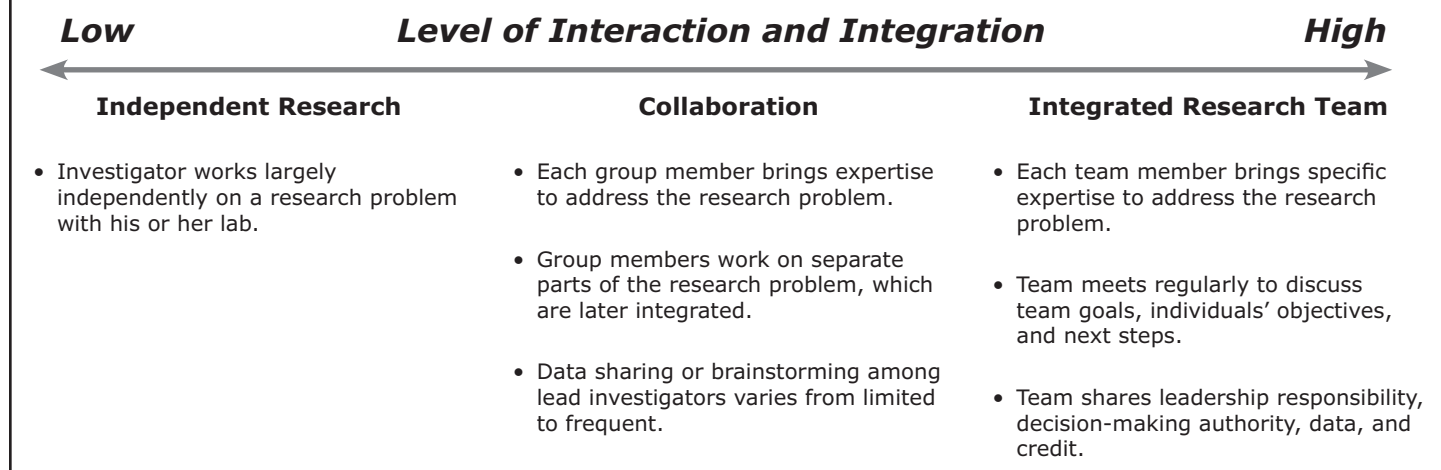 Low Level of Interaction and Integration High
Independent Research
• Investigator works largely
independently on a research problem
with his or her lab.
Collaboration
• Each group member brings expertise
to address the research problem.
• Group members work on separate
parts of the research problem, which
are later integrated.
• Data sharing or brainstorming among
lead investigators varies from limited
to frequent.
Integrated Research Team
• Each team member brings specific
expertise to address the research
problem.
• Team meets regularly to discuss
team goals, individuals’ objectives,
and next steps.
• Team shares leadership responsibility,
decision-making authority, data, and
credit.